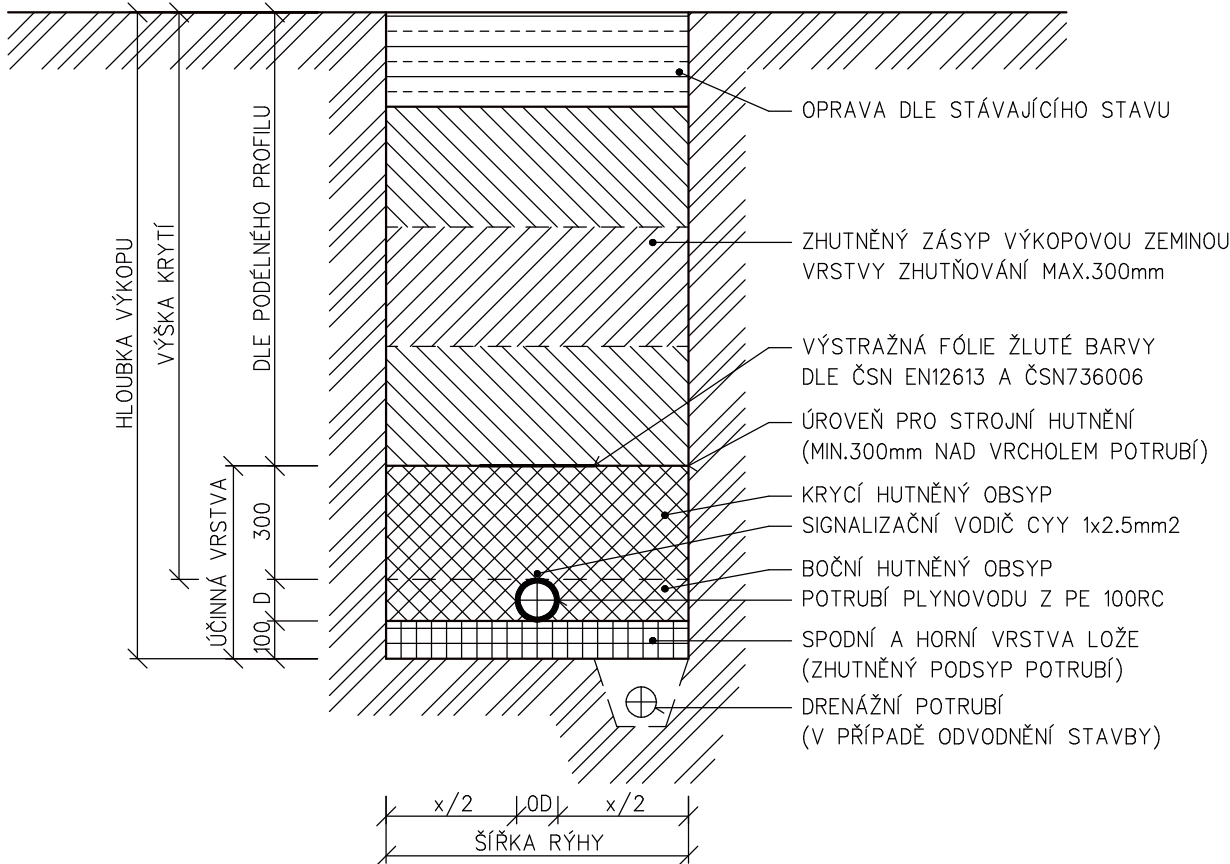 OPRAVA DLE STÁVAJÍCÍHO STAVU
ZHUTNĚNÝ ZÁSYP VÝKOPOVOU ZEMINOU
VRSTVY ZHUTŇOVÁNÍ MAX.300mm
VÝSTRAŽNÁ FÓLIE ŽLUTÉ BARVY
DLE ČSN EN12613 A ČSN736006
ÚROVEŇ PRO STROJNÍ HUTNĚNÍ
(MIN.300mm NAD VRCHOLEM POTRUBÍ)
KRYCÍ HUTNĚNÝ OBSYP
SIGNALIZAČNÍ VODIČ CYY 1x2.5mm2
BOČNÍ HUTNĚNÝ OBSYP
POTRUBÍ PLYNOVODU Z PE 100RC
SPODNÍ A HORNÍ VRSTVA LOŽE
(ZHUTNĚNÝ PODSYP POTRUBÍ)
DRENÁŽNÍ POTRUBÍ
(V PŘÍPADĚ ODVODNĚNÍ STAVBY)
HLOUBKA VÝKOPU
VÝŠKA KRYTÍ
DLE PODÉLNÉHO PROFILU
ÚČINNÁ VRSTVA
300
D
100
x/2
OD
x/2
ŠÍŘKA RÝHY